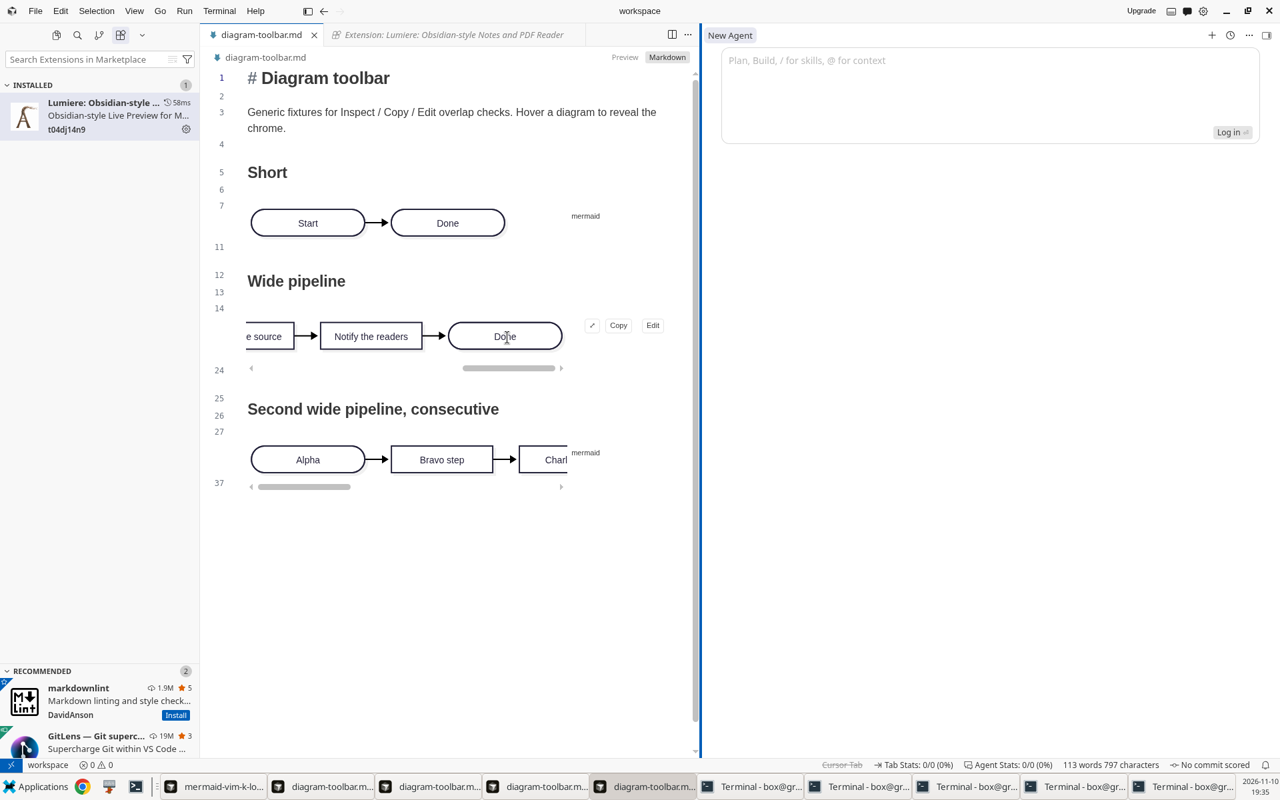 File Edit Selection View Go Run Terminal Help
workspace
Upgrade
Search Extensions in Marketplace
INSTALLED
1
Lumiere: Obsidian-style ...
58ms
Obsidian-style Live Preview for M...
t04dj14n9
RECOMMENDED
2
markdownlint
1.9M
5
Markdown linting and style check...
DavidAnson
Install
GitLens — Git superc...
19M
3
Supercharge Git within VS Code ...
diagram-toolbar.md
Extension: Lumiere: Obsidian-style Notes and PDF Reader
diagram-toolbar.md
Preview
Markdown
1
# Diagram toolbar
2
3
Generic fixtures for Inspect / Copy / Edit overlap checks. Hover a diagram to reveal the
chrome.
4
5
Short
6
7
Start
Done
mermaid
11
12
Wide pipeline
13
14
e source
Notify the readers
Done
Copy
Edit
24
25
Second wide pipeline, consecutive
26
27
Alpha
Bravo step
Charl
mermaid
37
New Agent
Plan, Build, / for skills, @ for context
Log in
workspace
0
0
Cursor Tab
Tab Stats: 0/0 (0%)
Agent Stats: 0/0 (0%)
113 words 797 characters
No commit scored
Applications
mermaid-vim-k-lo...
diagram-toolbar.m...
diagram-toolbar.m...
diagram-toolbar.m...
diagram-toolbar.m...
Terminal - box@gr...
Terminal - box@gr...
Terminal - box@gr...
Terminal - box@gr...
Terminal - box@gr...
2026-11-10
19:35